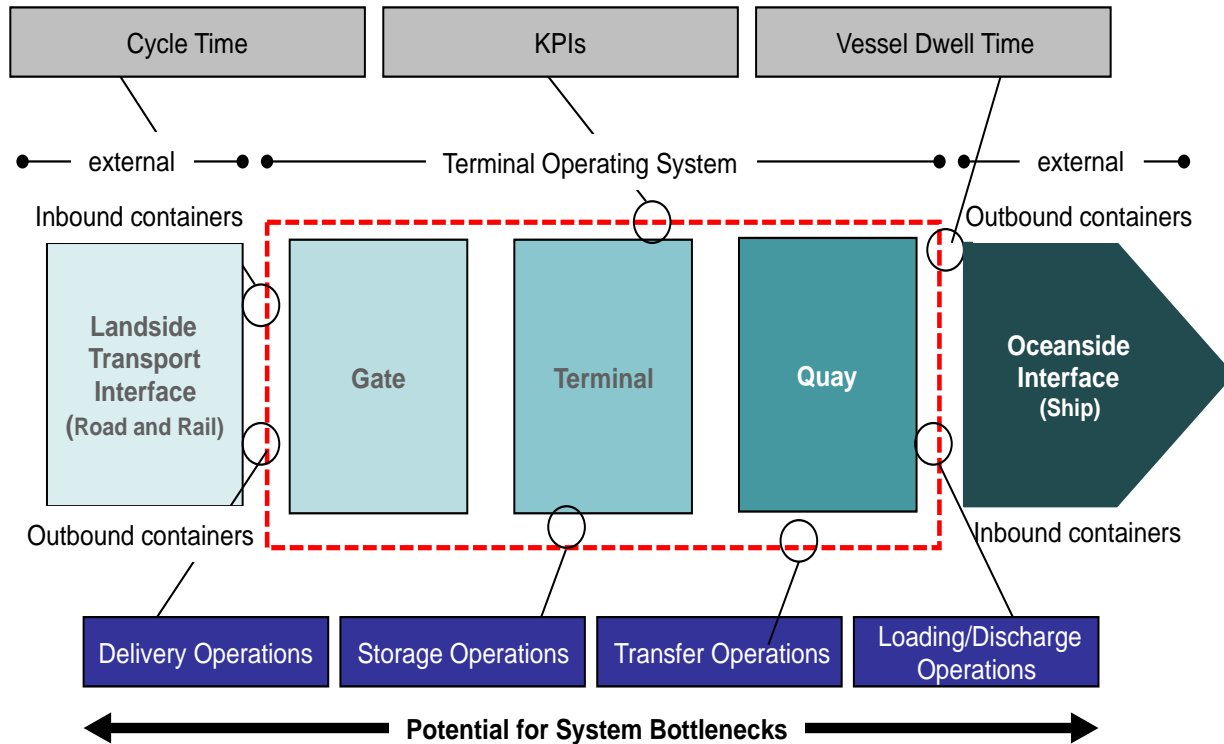 Cycle Time
KPIs
Vessel Dwell Time
external
Terminal Operating System
external
Inbound containers
Outbound containers
Landside
Transport
Interface
(Road and Rail)
Gate
Terminal
Quay
Oceanside
Interface
(Ship)
Outbound containers
Inbound containers
Delivery Operations
Storage Operations
Transfer Operations
Loading/Discharge
Operations
Potential for System Bottlenecks